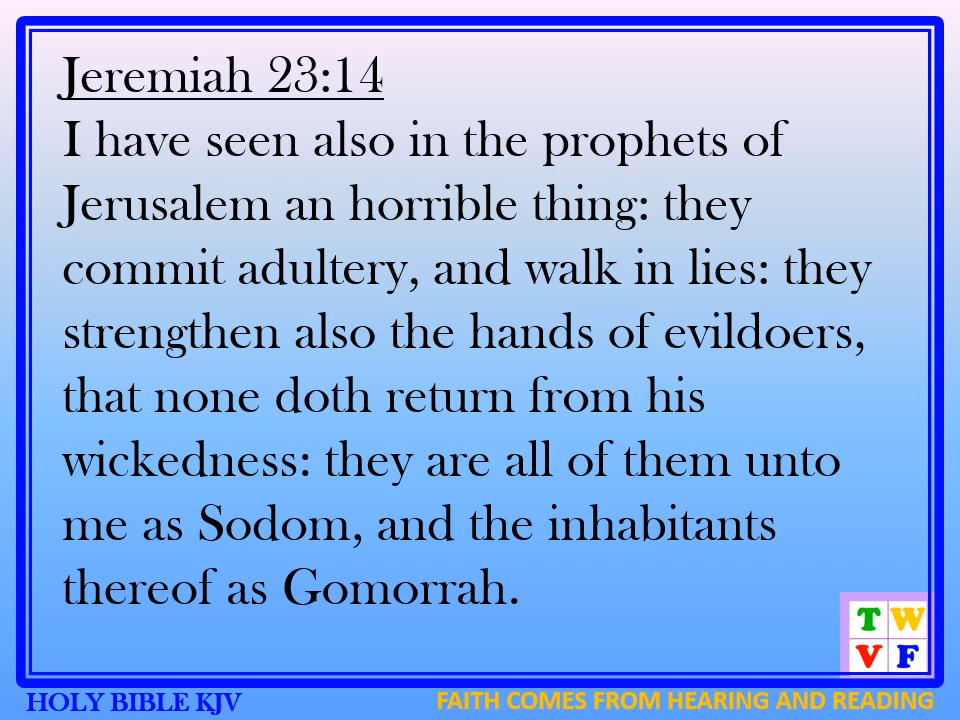 Jeremiah 23:14
I have seen also in the prophets of
Jerusalem an horrible thing: they
commit adultery, and walk in lies: they
strengthen also the hands of evildoers,
that none doth return from his
wickedness: they are all of them unto
me as Sodom, and the inhabitants
thereof as Gomorrah.
T W
V F
HOLY BIBLE KJV
FAITH COMES FROM HEARING AND READING